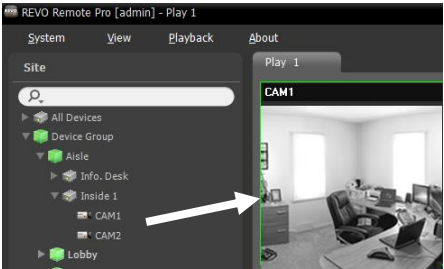 REVO REVO Remote Pro [admin] - Play 1
System View Playback About
Site
Play 1
CAM1
All Devices
Device Group
Aisle
Info. Desk
Inside 1
CAM1
CAM2
Lobby